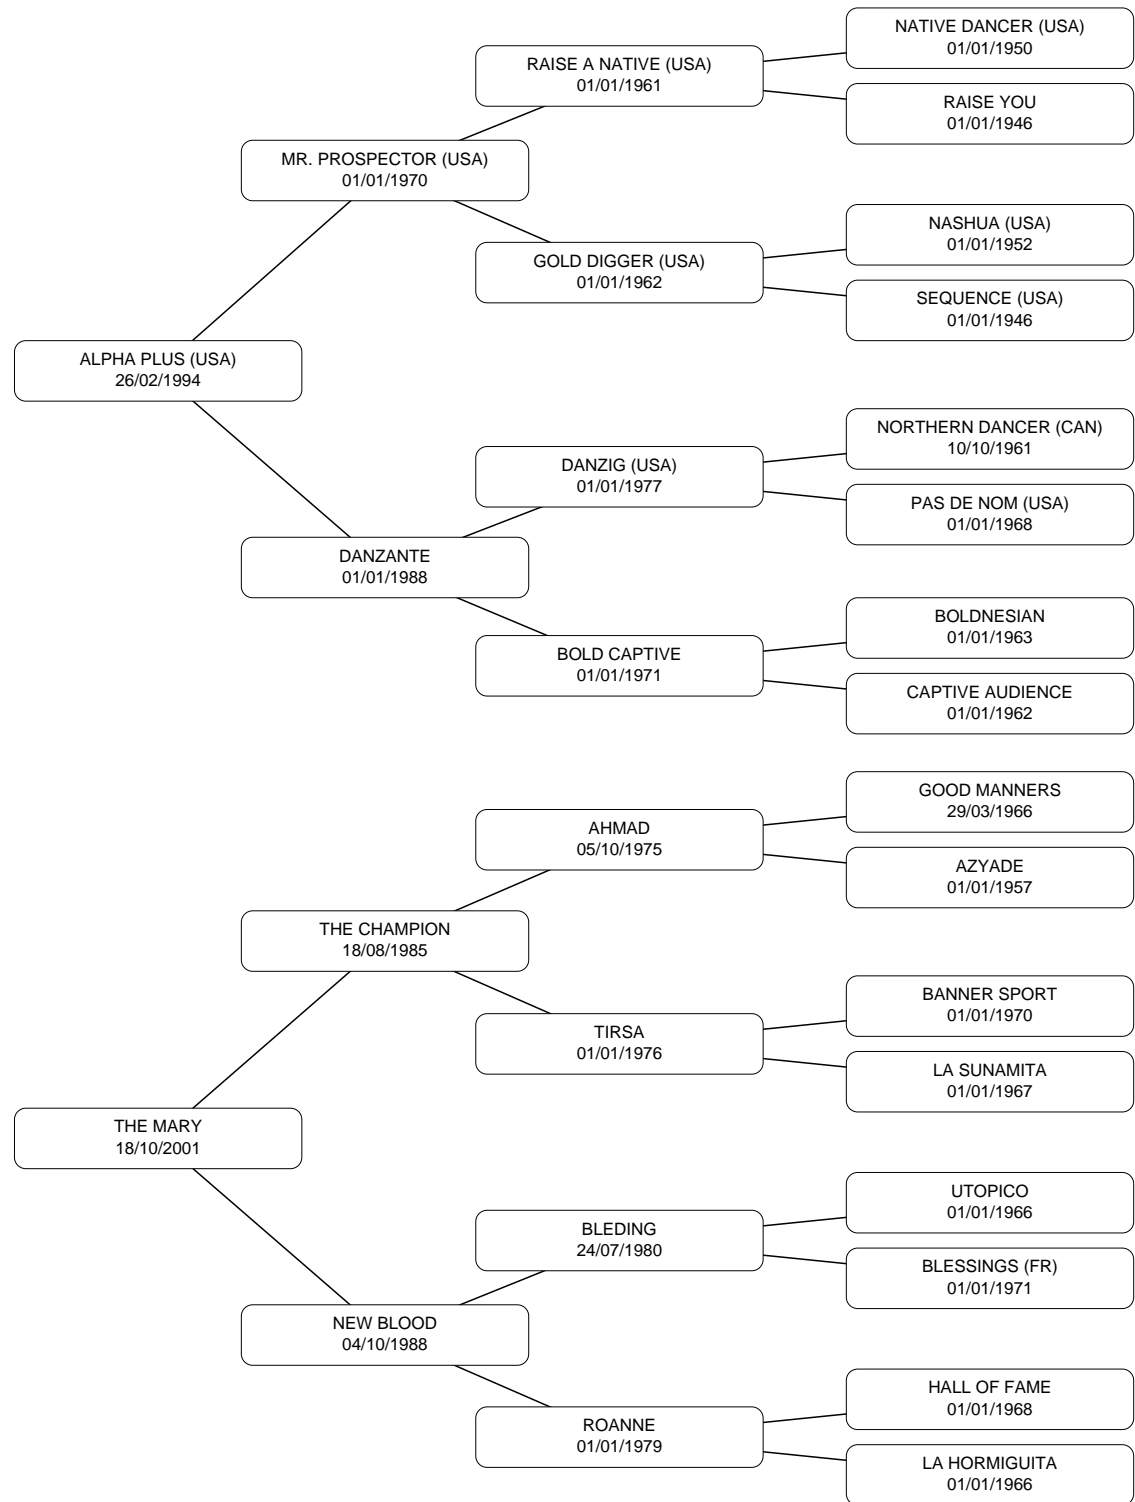 NATIVE DANCER (USA)
01/01/1950
RAISE A NATIVE (USA)
01/01/1961
RAISE YOU
01/01/1946
MR. PROSPECTOR (USA)
01/01/1970
NASHUA (USA)
01/01/1952
GOLD DIGGER (USA)
01/01/1962
SEQUENCE (USA)
01/01/1946
ALPHA PLUS (USA)
26/02/1994
NORTHERN DANCER (CAN)
10/10/1961
DANZIG (USA)
01/01/1977
PAS DE NOM (USA)
01/01/1968
DANZANTE
01/01/1988
BOLDNESIAN
01/01/1963
BOLD CAPTIVE
01/01/1971
CAPTIVE AUDIENCE
01/01/1962
GOOD MANNERS
29/03/1966
AHMAD
05/10/1975
AZYADE
01/01/1957
THE CHAMPION
18/08/1985
BANNER SPORT
01/01/1970
TIRSA
01/01/1976
LA SUNAMITA
01/01/1967
THE MARY
18/10/2001
UTOPICO
01/01/1966
BLEDING
24/07/1980
BLESSINGS (FR)
01/01/1971
NEW BLOOD
04/10/1988
HALL OF FAME
01/01/1968
ROANNE
01/01/1979
LA HORMIGUITA
01/01/1966